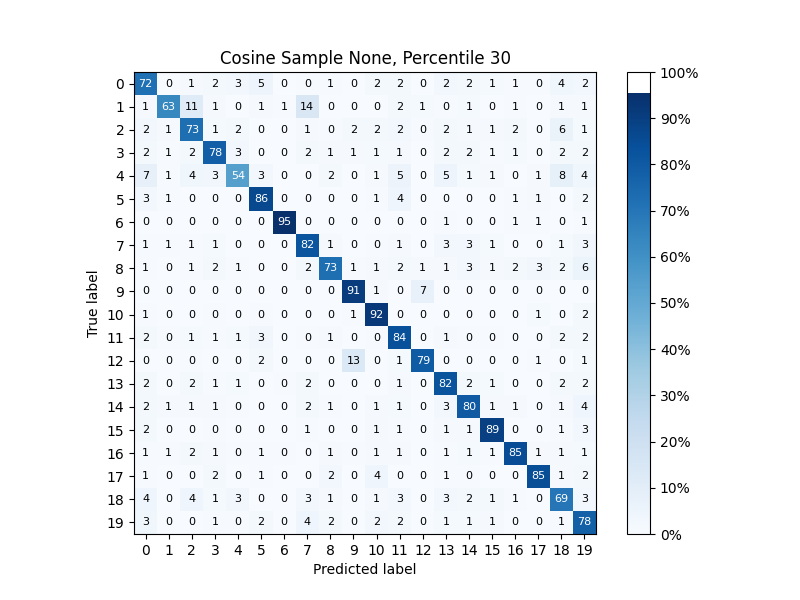 Cosine Sample None, Percentile 30
0 72 0 1 2 3 5 0 0 1 0 2 2 0 2 2 1 1 0 4 2
1 1 63 11 1 0 1 1 14 0 0 0 2 1 0 1 0 1 0 1 1
2 2 1 73 1 2 0 0 1 0 2 2 2 0 2 1 1 2 0 6 1
3 2 1 2 78 3 0 0 2 1 1 1 1 0 2 2 1 1 0 2 2
4 7 1 4 3 54 3 0 0 2 0 1 5 0 5 1 1 0 1 8 4
5 3 1 0 0 0 86 0 0 0 0 1 4 0 0 0 0 1 1 0 2
6 0 0 0 0 0 0 95 0 0 0 0 0 0 1 0 0 1 1 0 1
7 1 1 1 1 0 0 0 82 1 0 0 1 0 3 3 1 0 0 1 3
8 1 0 1 2 1 0 0 2 73 1 1 2 1 1 3 1 2 3 2 6
9 0 0 0 0 0 0 0 0 0 91 1 0 7 0 0 0 0 0 0 0
10 1 0 0 0 0 0 0 0 0 1 92 0 0 0 0 0 0 1 0 2
11 2 0 1 1 1 3 0 0 1 0 0 84 0 1 0 0 0 0 2 2
12 0 0 0 0 0 2 0 0 0 13 0 1 79 0 0 0 0 1 0 1
13 2 0 2 1 1 0 0 2 0 0 0 1 0 82 2 1 0 0 2 2
14 2 1 1 1 0 0 0 2 1 0 1 1 0 3 80 1 1 0 1 4
15 2 0 0 0 0 0 0 1 0 0 1 1 0 1 1 89 0 0 1 3
16 1 1 2 1 0 1 0 0 1 0 1 1 0 1 1 1 85 1 1 1
17 1 0 0 2 0 1 0 0 2 0 4 0 0 1 0 0 0 85 1 2
18 4 0 4 1 3 0 0 3 1 0 1 3 0 3 2 1 1 0 69 3
19 3 0 0 1 0 2 0 4 2 0 2 2 0 1 1 1 0 0 1 78
0 1 2 3 4 5 6 7 8 9 10 11 12 13 14 15 16 17 18 19
Predicted label
True label
100%
90%
80%
70%
60%
50%
40%
30%
20%
10%
0%